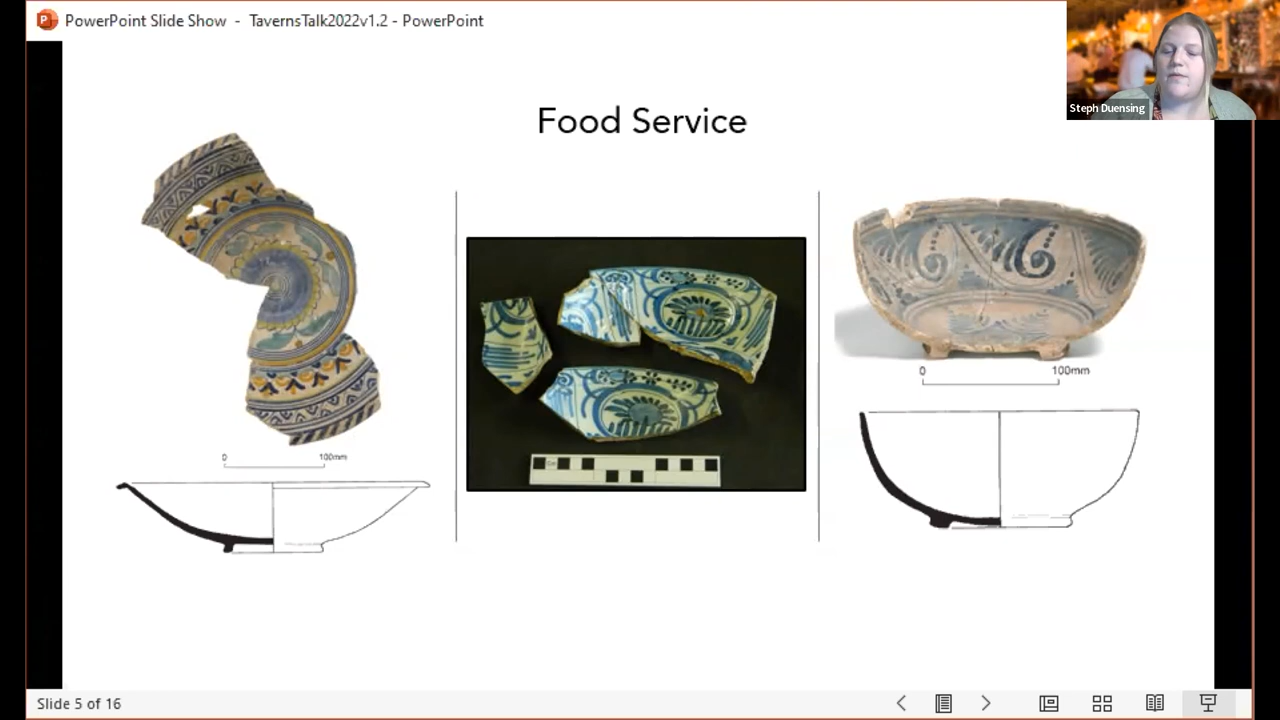 PowerPoint Slide Show - TavernsTalk2022v1.2 - PowerPoint
Steph Duensing
Food Service
0 100mm
0 100mm
Slide 5 of 16